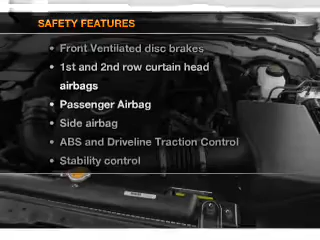 SAFETY FEATURES
• Front Ventilated disc brakes
• 1st and 2nd row curtain head
airbags
• Passenger Airbag
• Side airbag
• ABS and Driveline Traction Control
• Stability control